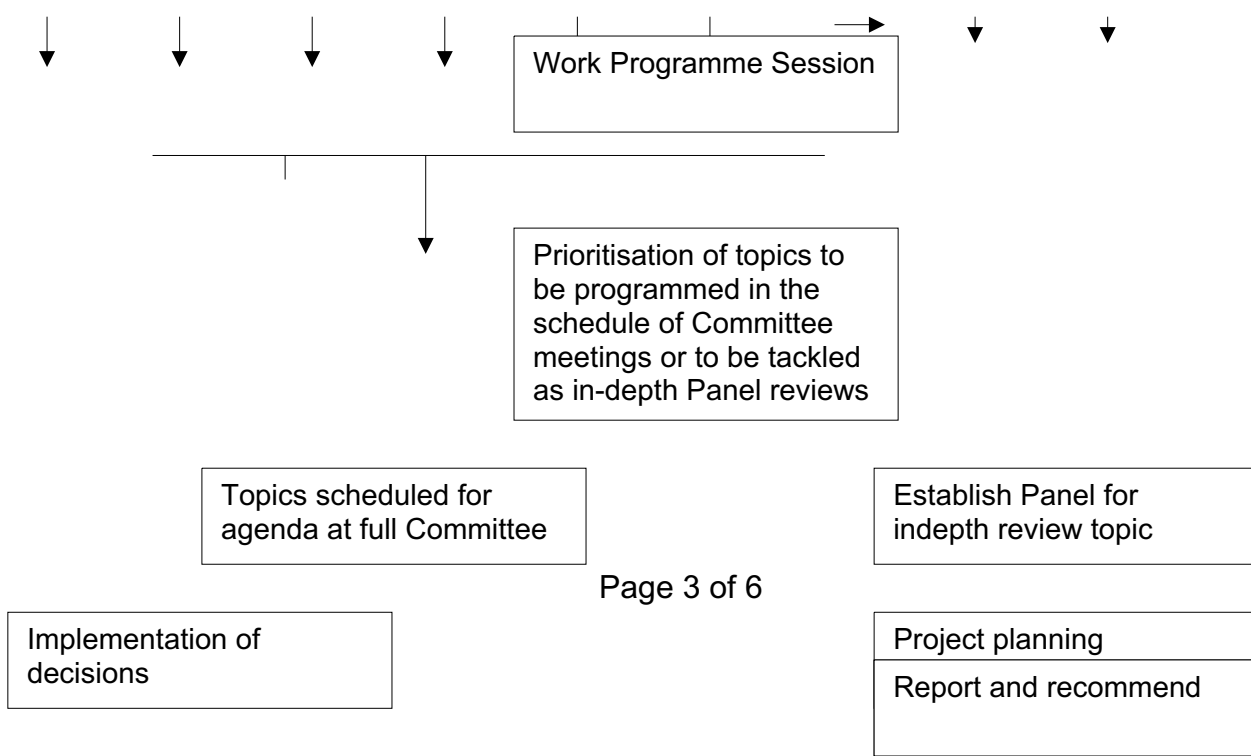 Work Programme Session
Prioritisation of topics to
be programmed in the
schedule of Committee
meetings or to be tackled
as in-depth Panel reviews
Topics scheduled for
agenda at full Committee
Establish Panel for
indepth review topic
Page 3 of 6
Implementation of
decisions
Project planning
Report and recommend